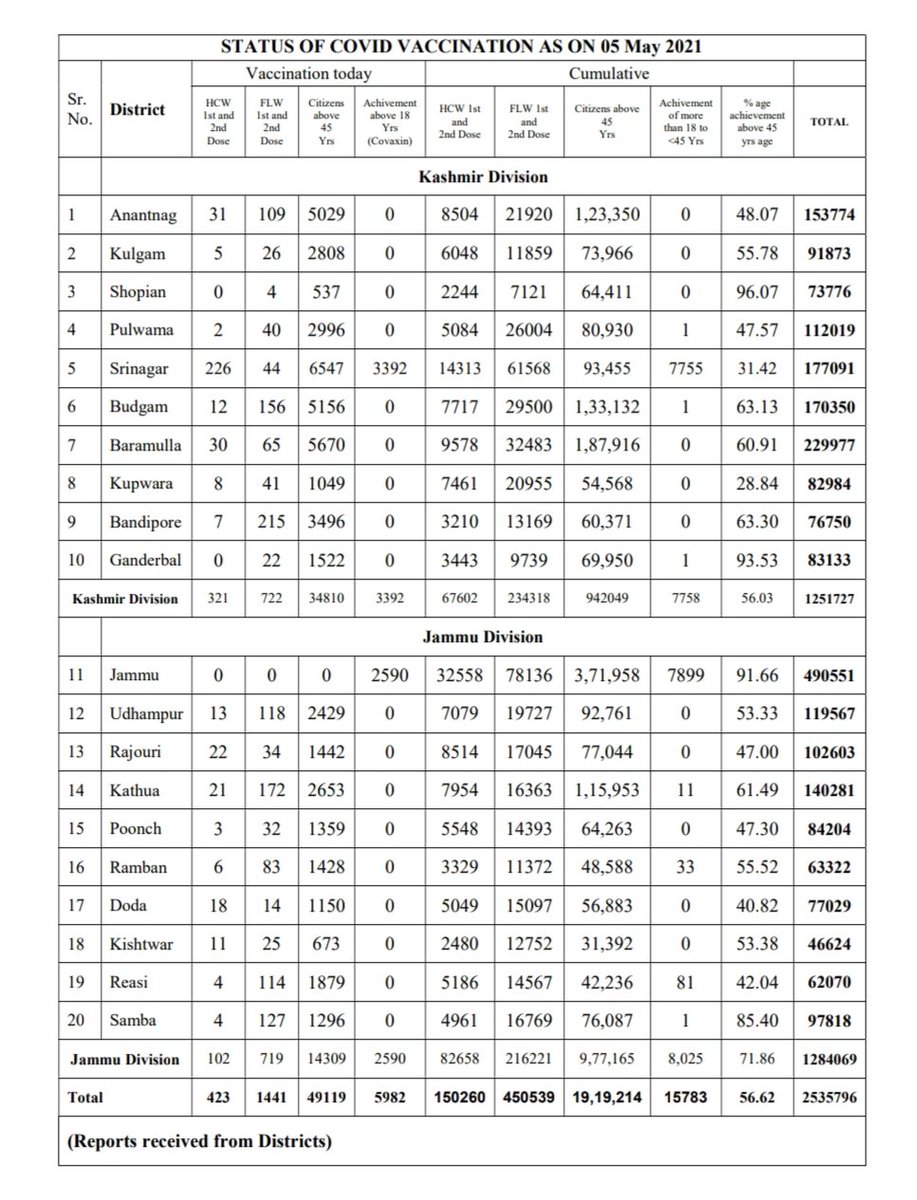 STATUS OF COVID VACCINATION AS ON 05 May 2021
Sr. No. District Vaccination today Cumulative
HCW 1st and 2nd Dose FLW 1st and 2nd Dose Citizens above 45 Yrs Achivement above 18 Yrs (Covaxin) HCW 1st and 2nd Dose FLW 1st and 2nd Dose Citizens above 45 Yrs Achivement of more than 18 to <45 Yrs % age achievement above 45 yrs age TOTAL
Kashmir Division
1 Anantnag 31 109 5029 0 8504 21920 1,23,350 0 48.07 153774
2 Kulgam 5 26 2808 0 6048 11859 73,966 0 55.78 91873
3 Shopian 0 4 537 0 2244 7121 64,411 0 96.07 73776
4 Pulwama 2 40 2996 0 5084 26004 80,930 1 47.57 112019
5 Srinagar 226 44 6547 3392 14313 61568 93,455 7755 31.42 177091
6 Budgam 12 156 5156 0 7717 29500 1,33,132 1 63.13 170350
7 Baramulla 30 65 5670 0 9578 32483 1,87,916 0 60.91 229977
8 Kupwara 8 41 1049 0 7461 20955 54,568 0 28.84 82984
9 Bandipore 7 215 3496 0 3210 13169 60,371 0 63.30 76750
10 Ganderbal 0 22 1522 0 3443 9739 69,950 1 93.53 83133
Kashmir Division 321 722 34810 3392 67602 234318 942049 7758 56.03 1251727
Jammu Division
11 Jammu 0 0 0 2590 32558 78136 3,71,958 7899 91.66 490551
12 Udhampur 13 118 2429 0 7079 19727 92,761 0 53.33 119567
13 Rajouri 22 34 1442 0 8514 17045 77,044 0 47.00 102603
14 Kathua 21 172 2653 0 7954 16363 1,15,953 11 61.49 140281
15 Poonch 3 32 1359 0 5548 14393 64,263 0 47.30 84204
16 Ramban 6 83 1428 0 3329 11372 48,588 33 55.52 63322
17 Doda 18 14 1150 0 5049 15097 56,883 0 40.82 77029
18 Kishtwar 11 25 673 0 2480 12752 31,392 0 53.38 46624
19 Reasi 4 114 1879 0 5186 14567 42,236 81 42.04 62070
20 Samba 4 127 1296 0 4961 16769 76,087 1 85.40 97818
Jammu Division 102 719 14309 2590 82658 216221 9,77,165 8,025 71.86 1284069
Total 423 1441 49119 5982 150260 450539 19,19,214 15783 56.62 2535796
(Reports received from Districts)